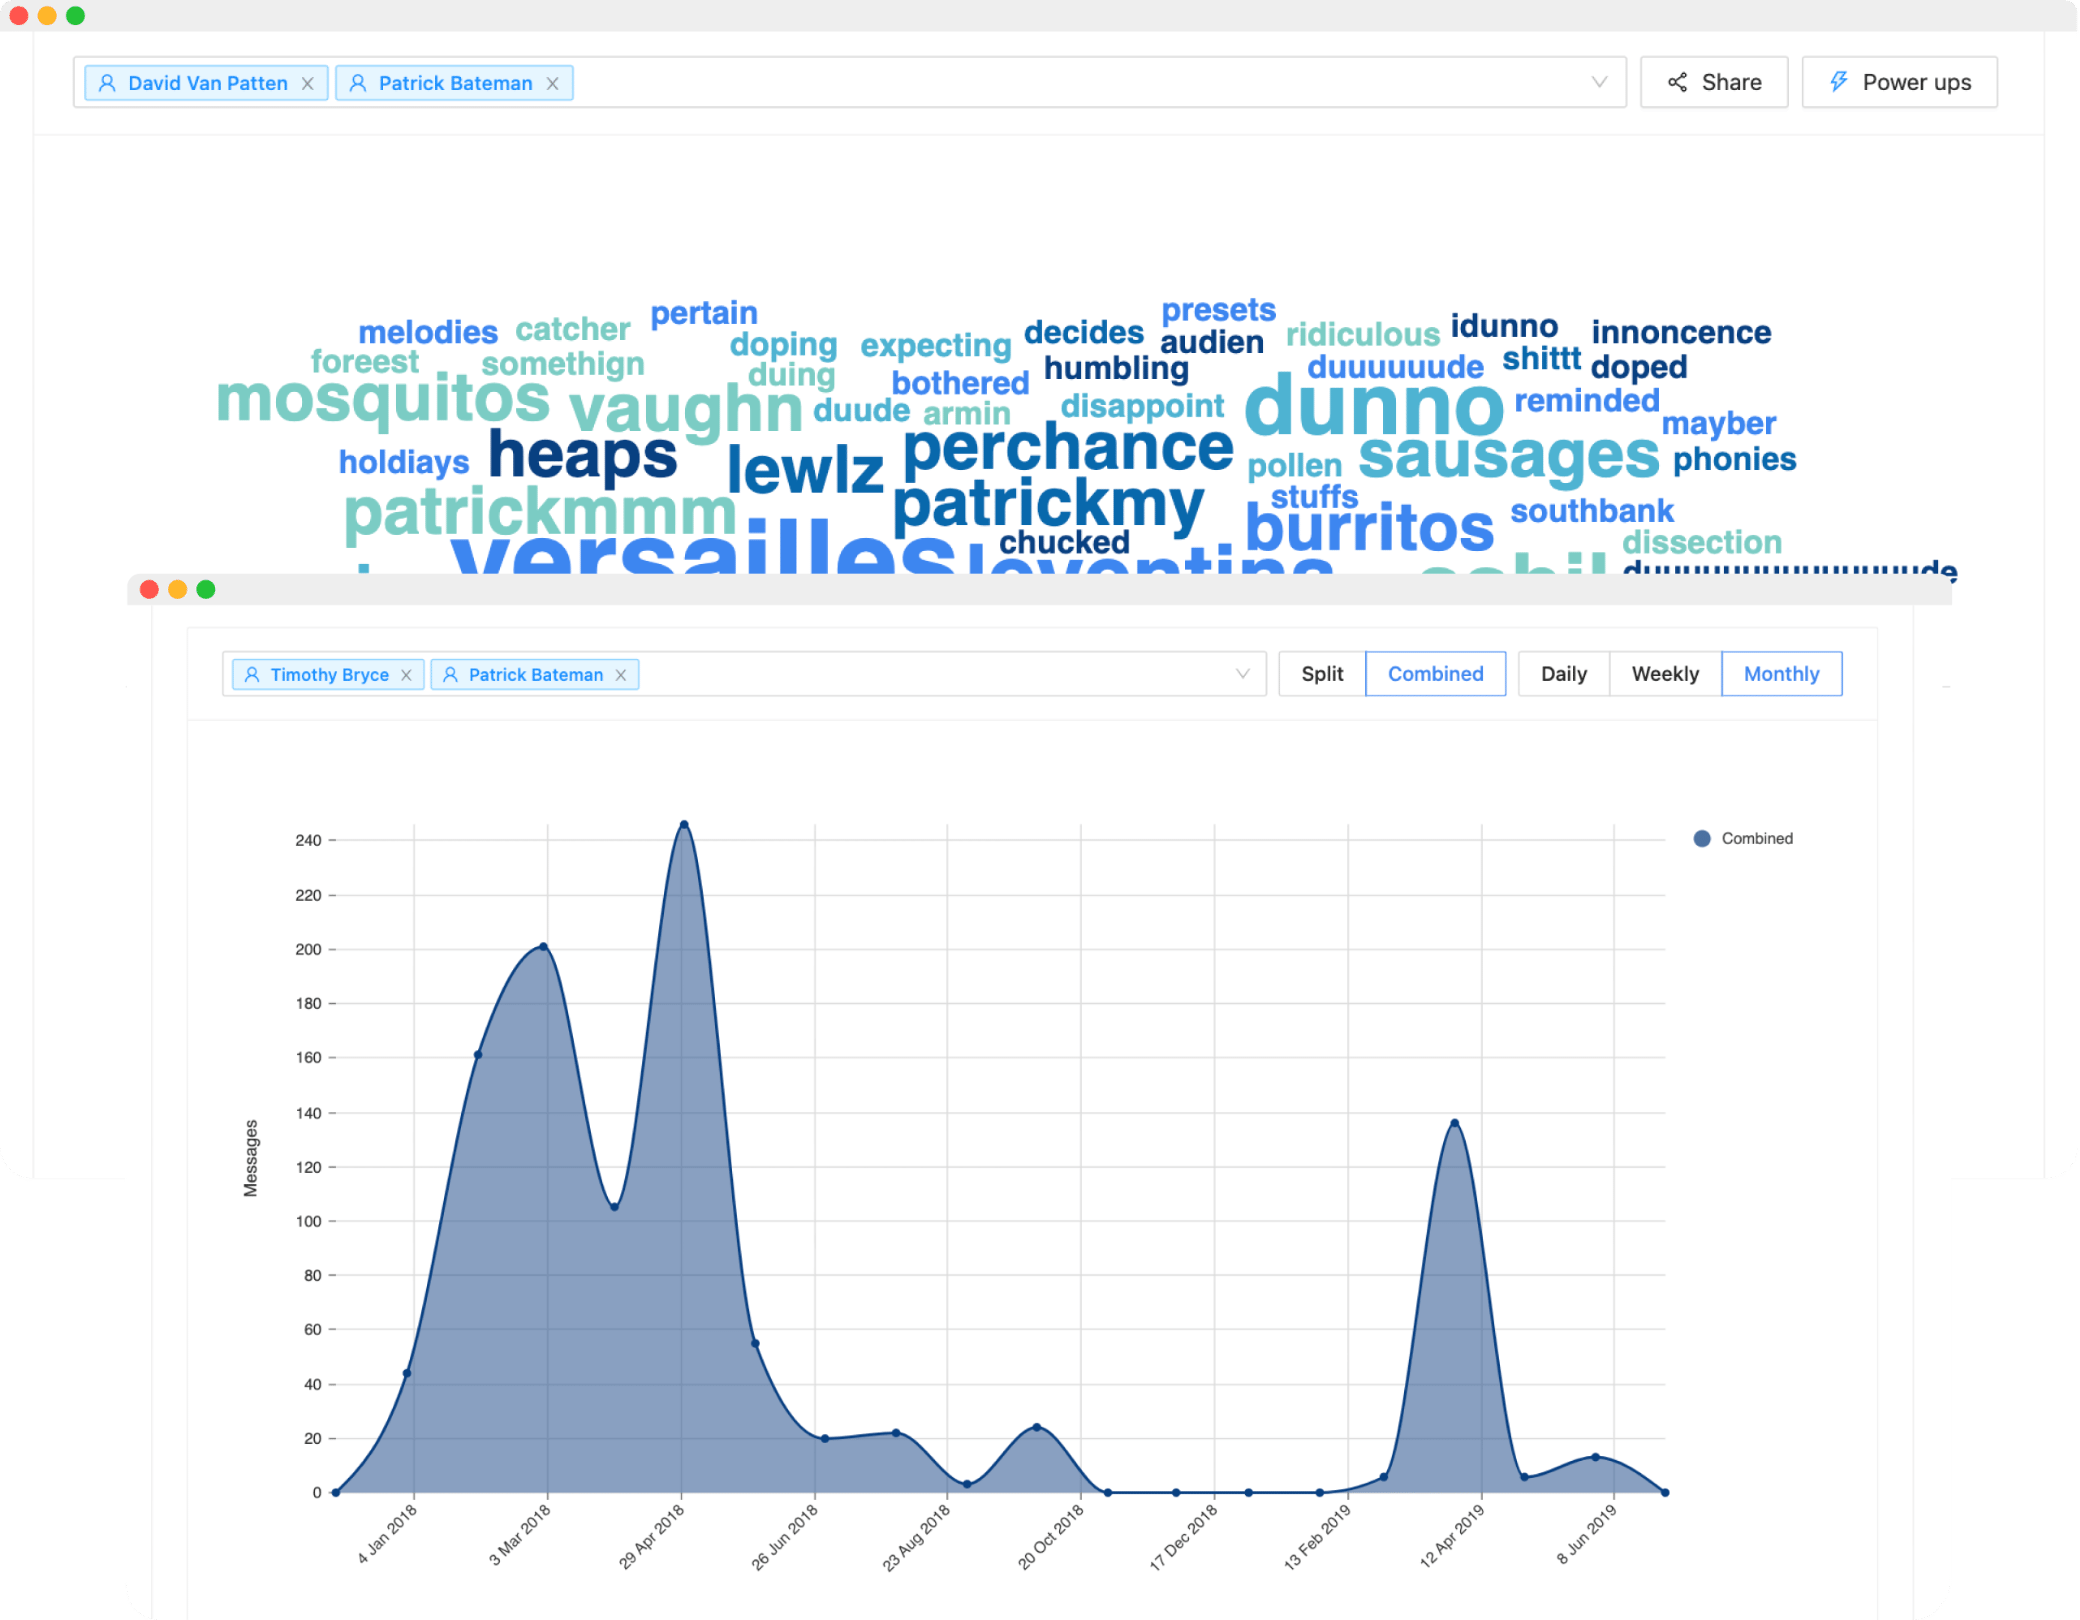 David Van Patten Patrick Bateman Share Power ups
pertain presets
melodies catcher decides idunno innoncence
doping expecting audien ridiculous
foreest somethign duing humbling duuuuuude shittt doped
bothered
mosquitos vaughn duude armin disappoint dunno reminded
mayber
holdiays heaps lewlz perchance pollen sausages phonies
patrickmmm patrickmy stuffs burritos southbank
versailles chucked dissection
Timothy Bryce Patrick Bateman Split Combined Daily Weekly Monthly
Combined
240
220
200
180
160
140
120
100
80
60
40
20
0
Messages
4 Jan 2018 3 Mar 2018 29 Apr 2018 26 Jun 2018 23 Aug 2018 20 Oct 2018 17 Dec 2018 13 Feb 2019 12 Apr 2019 8 Jun 2019